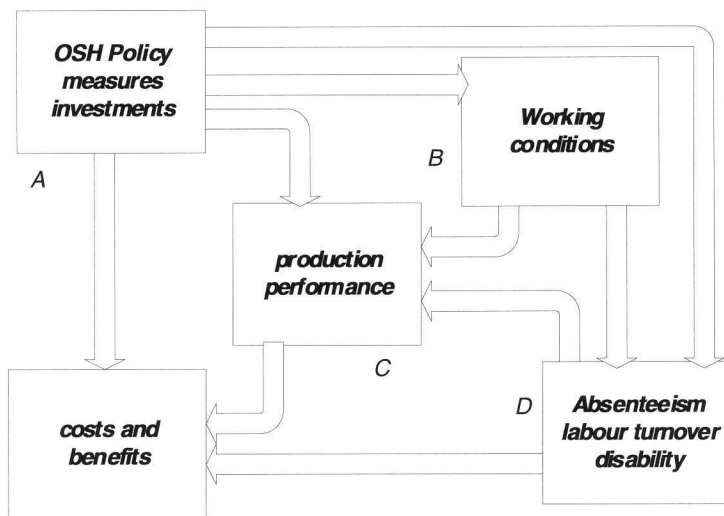 OSH Policy
measures
investments
A
B
Working
conditions
production
performance
C
D
Absenteeism
labour turnover
disability
costs and
benefits